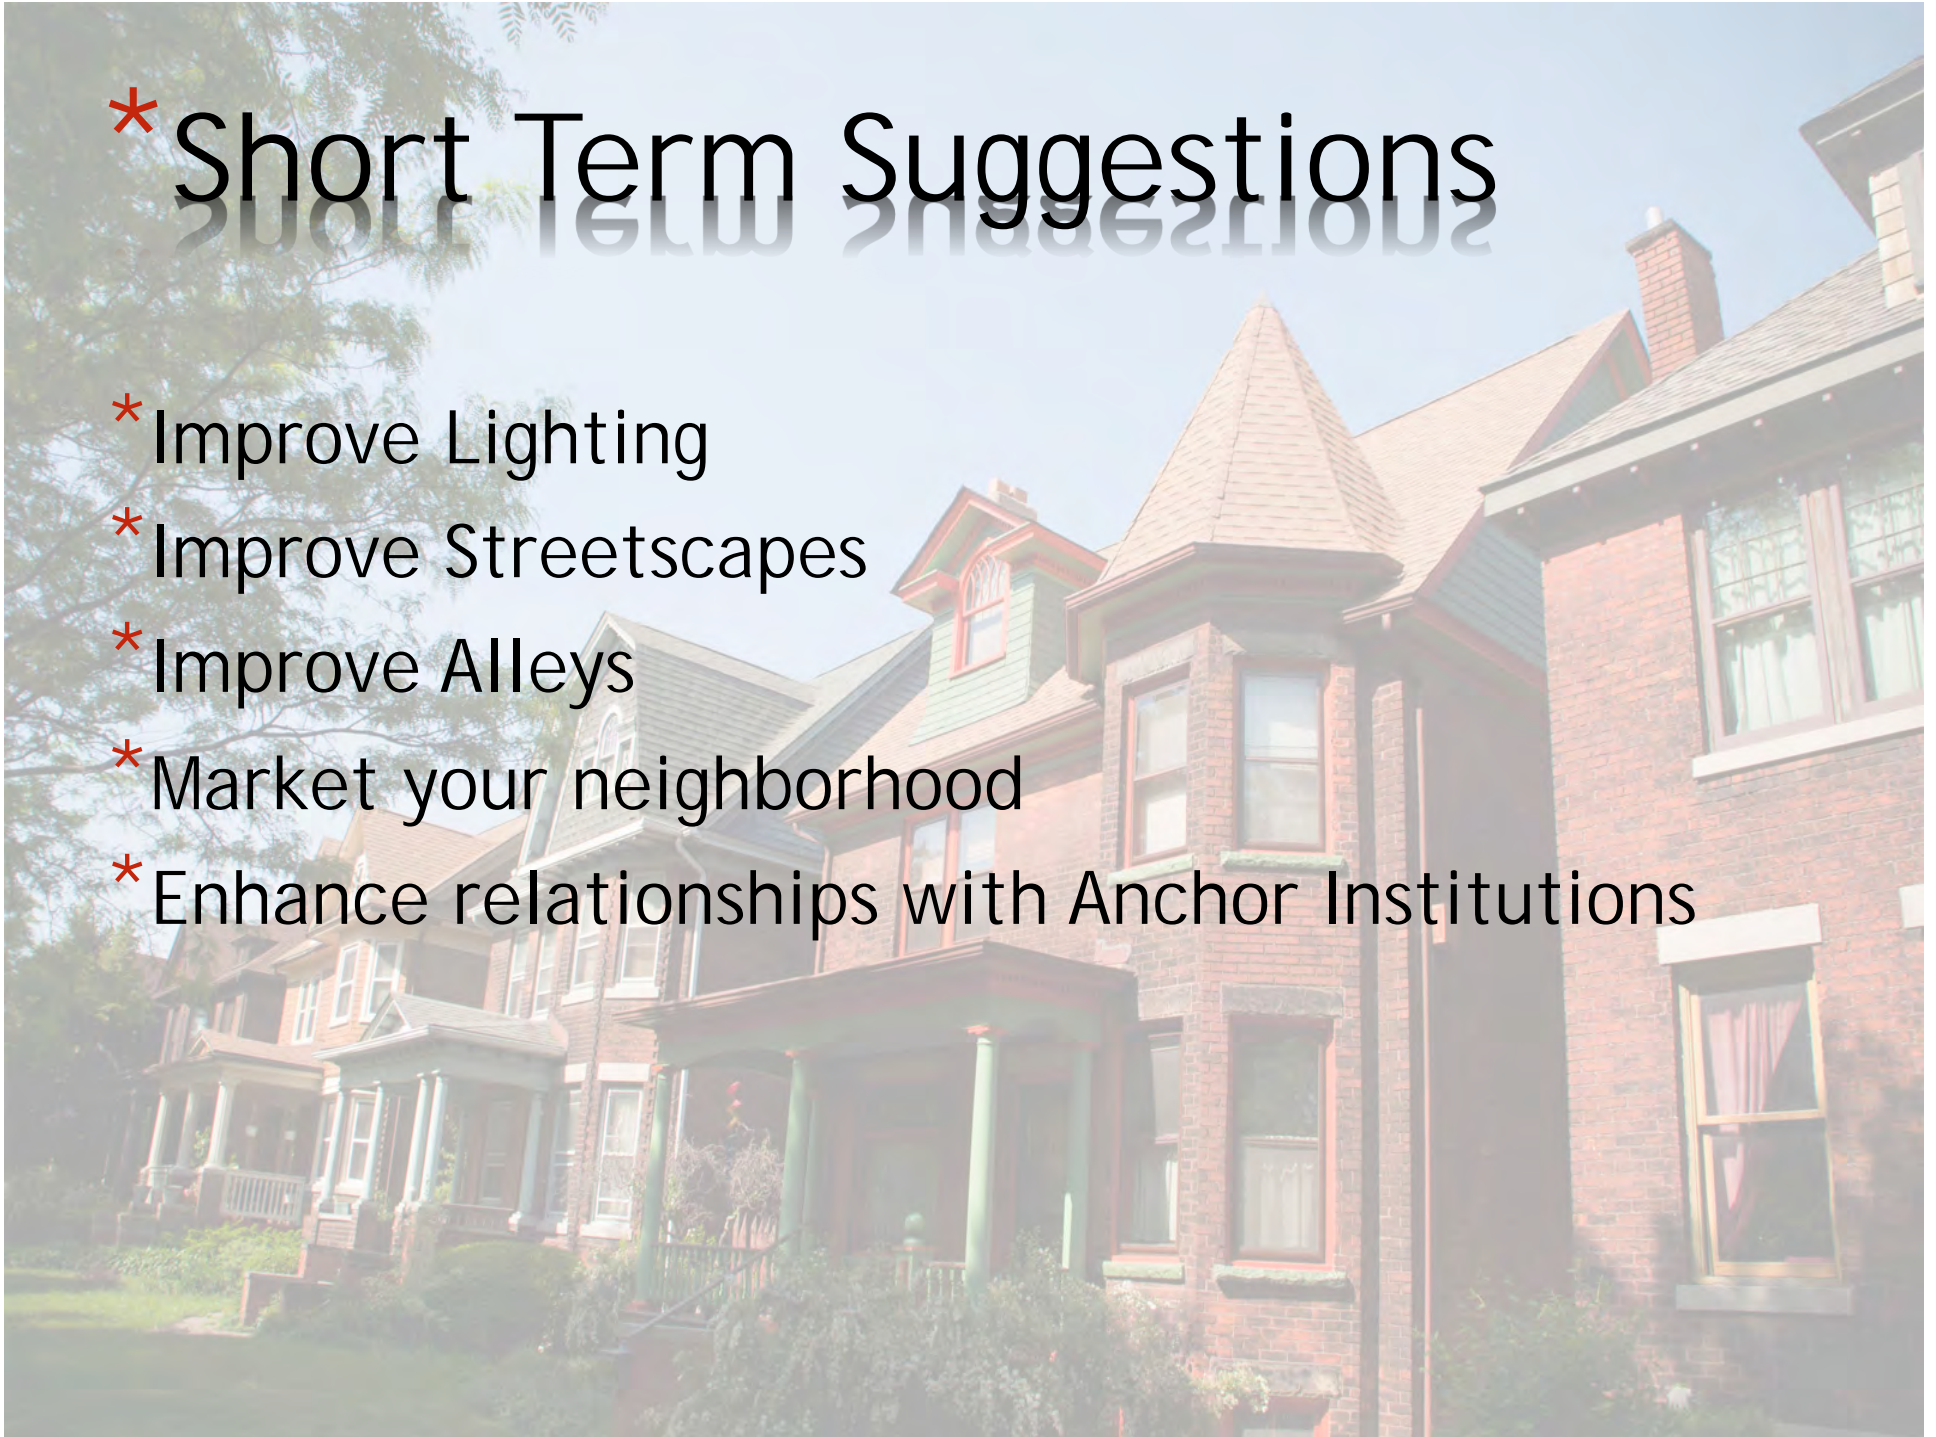 *Short Term Suggestions
*Improve Lighting
*Improve Streetscapes
*Improve Alleys
*Market your neighborhood
*Enhance relationships with Anchor Institutions